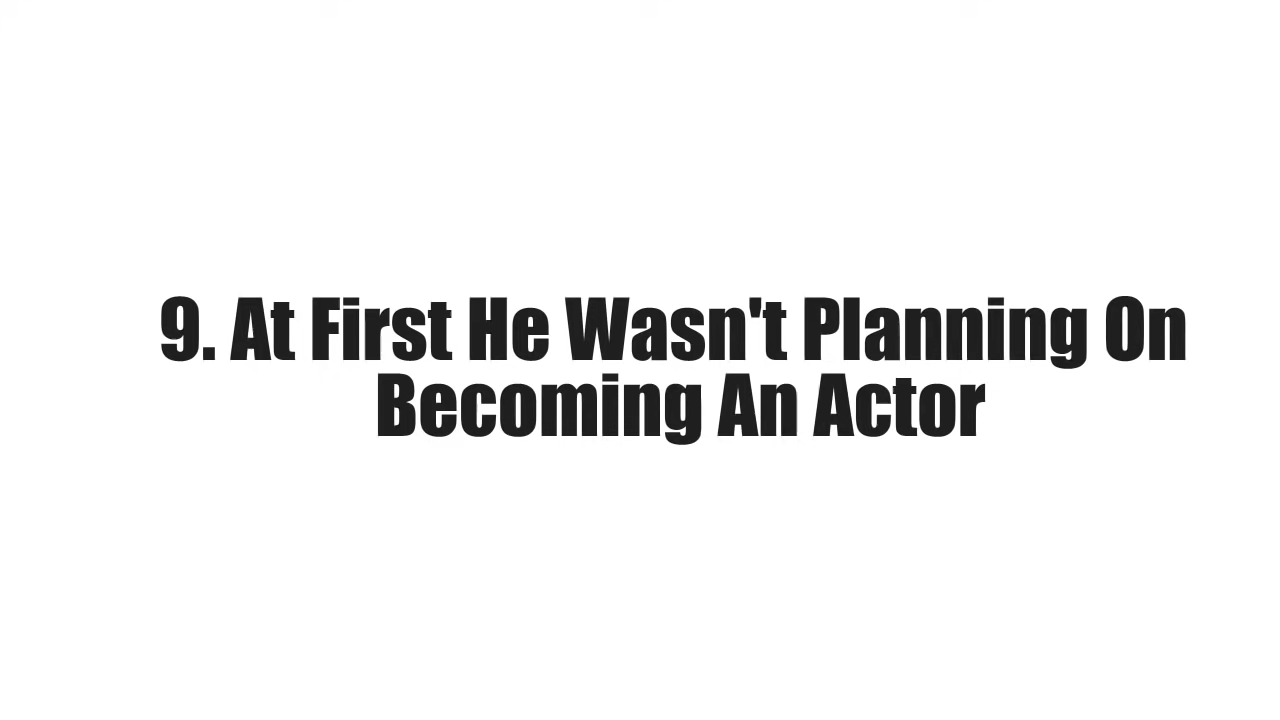 9. At First He Wasn't Planning On
Becoming An Actor